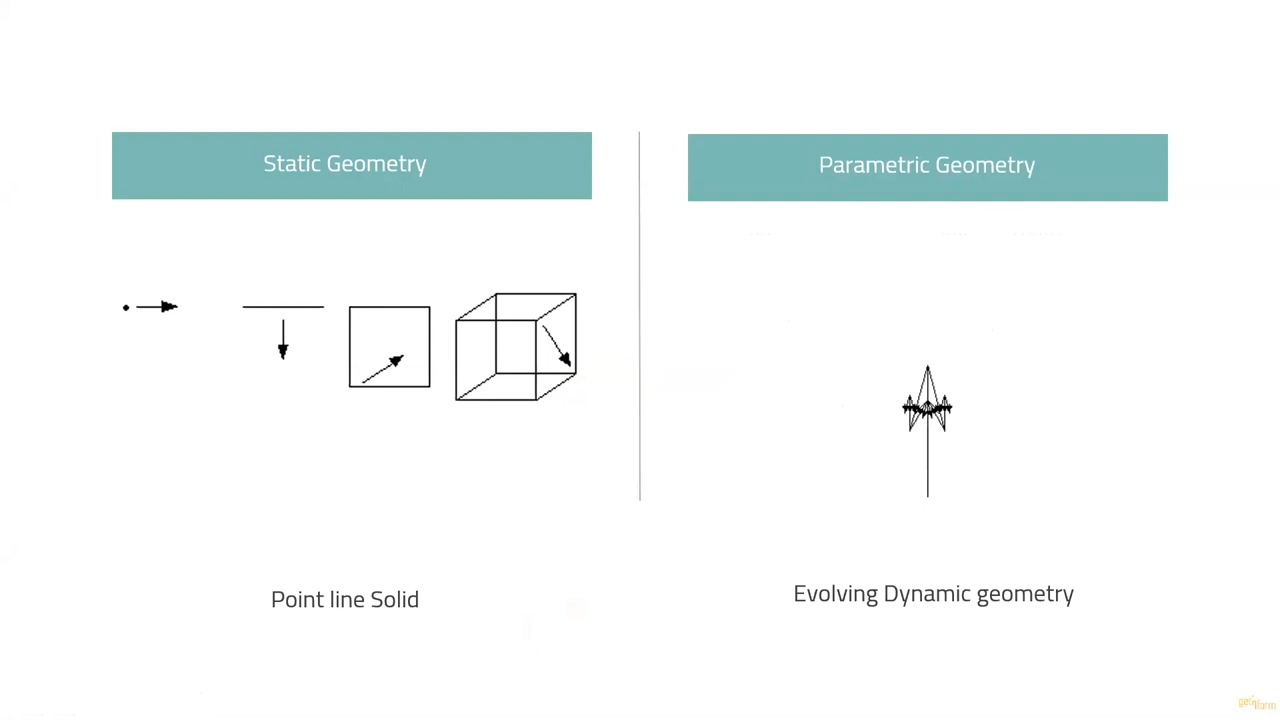 Static Geometry
Parametric Geometry
Point line Solid
Evolving Dynamic geometry